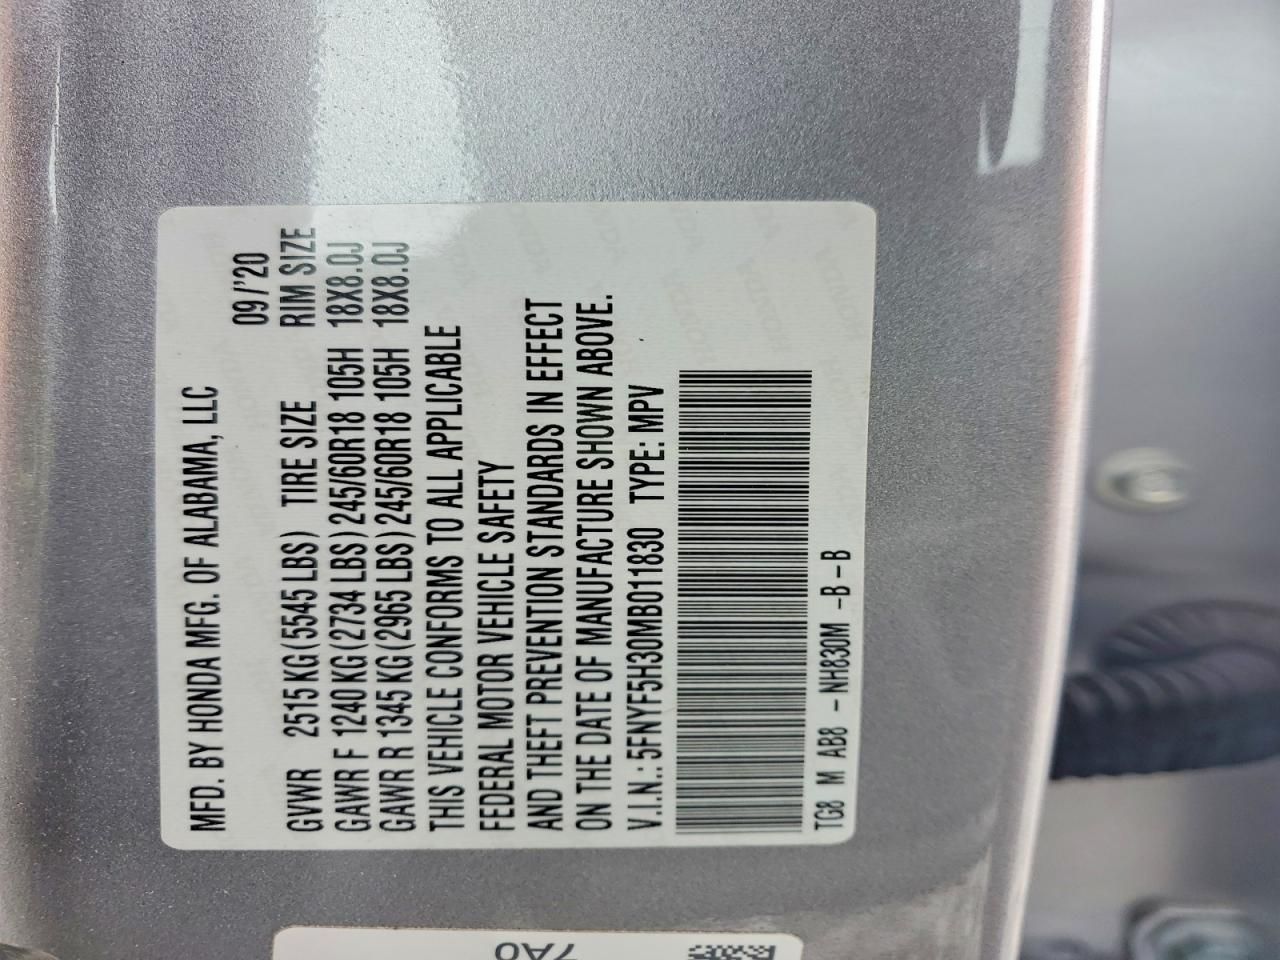 MFD. BY HONDA MFG. OF ALABAMA, LLC
09/'20
GVWR 2515 KG (5545 LBS) TIRE SIZE RIM SIZE
GAWR F 1240 KG (2734 LBS) 245/60R18 105H 18X8.0J
GAWR R 1345 KG (2965 LBS) 245/60R18 105H 18X8.0J
THIS VEHICLE CONFORMS TO ALL APPLICABLE
FEDERAL MOTOR VEHICLE SAFETY
AND THEFT PREVENTION STANDARDS IN EFFECT
ON THE DATE OF MANUFACTURE SHOWN ABOVE.
V.I.N.: 5FNYF5H30MB011830 TYPE: MPV
TG8 M AB8 -NH830M -B -B
7A0